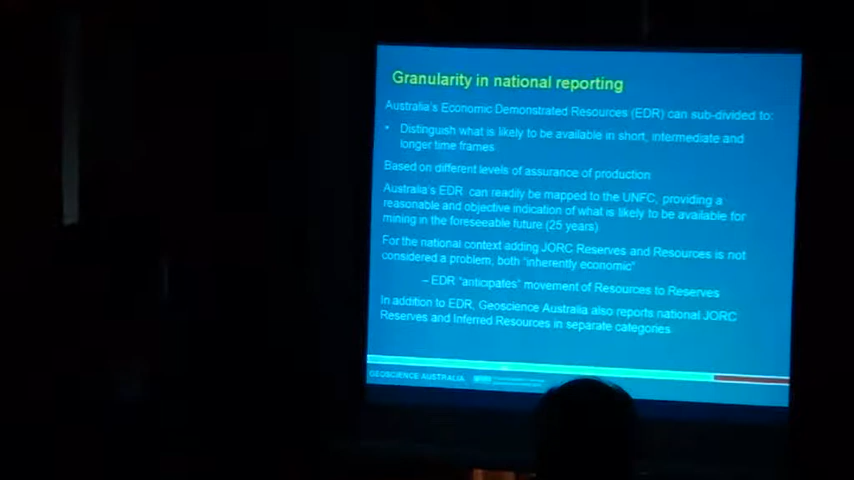 Granularity in national reporting
Australia's Economic Demonstrated Resources (EDR) can sub-divided to:
• Distinguish what is likely to be available in short, intermediate and
longer time frames
Based on different levels of assurance of production
Australia's EDR can readily be mapped to the UNFC, providing a
reasonable and objective indication of what is likely to be available for
mining in the foreseeable future (25 years)
For the national context adding JORC Reserves and Resources is not
considered a problem, both "inherently economic"
– EDR "anticipates" movement of Resources to Reserves
In addition to EDR, Geoscience Australia also reports national JORC
Reserves and Inferred Resources in separate categories
GEOSCIENCE AUSTRALIA